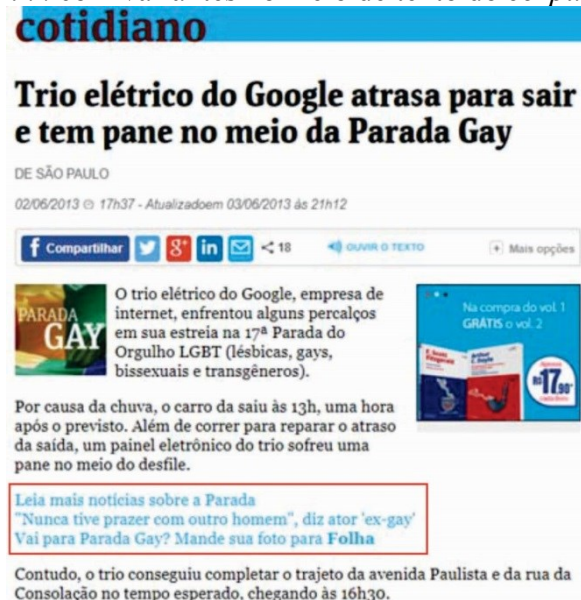 cotidiano
Trio elétrico do Google atrasa para sair
e tem pane no meio da Parada Gay
DE SÃO PAULO
02/06/2013 17h37 - Atualizadoem 03/06/2013 às 21h12
f Compartilhar
g+ in
18
OUVIR O TEXTO
+ Mais opções
PARADA
GAY
O trio elétrico do Google, empresa de
internet, enfrentou alguns percalços
em sua estreia na 17ª Parada do
Orgulho LGBT (lésbicas, gays,
bissexuais e transgêneros).
Na compra do vol. 1
GRÁTIS o vol. 2
R$17,90
Por causa da chuva, o carro da saiu às 13h, uma hora
após o previsto. Além de correr para reparar o atraso
da saída, um painel eletrônico do trio sofreu uma
pane no meio do desfile.
Leia mais notícias sobre a Parada
"Nunca tive prazer com outro homem", diz ator 'ex-gay'
Vai para Parada Gay? Mande sua foto para Folha
Contudo, o trio conseguiu completar o trajeto da avenida Paulista e da rua da
Consolação no tempo esperado, chegando às 16h30.